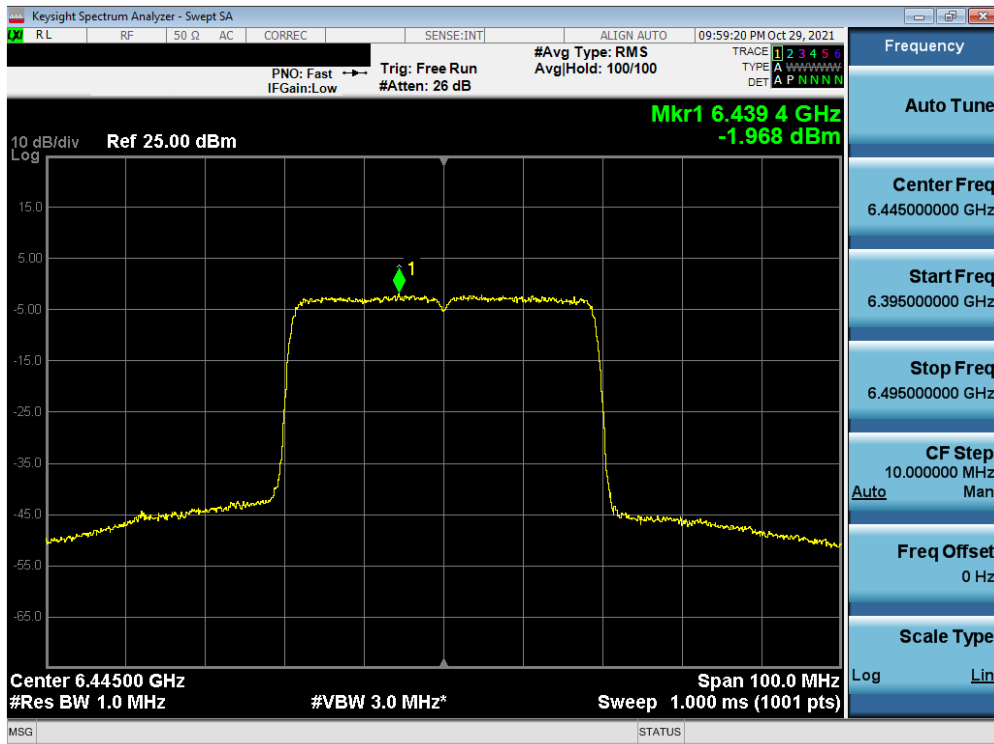 Keysight Spectrum Analyzer - Swept SA
LXI RL RF 50 Ω AC CORREC SENSE:INT ALIGN AUTO 09:59:20 PM Oct 29, 2021
PNO: Fast
IFGain:Low
Trig: Free Run
#Atten: 26 dB
#Avg Type: RMS
Avg|Hold: 100/100
TRACE 1 2 3 4 5 6
TYPE A WWWWW
DET A P N N N N
Mkr1 6.439 4 GHz
-1.968 dBm
10 dB/div
Log
Ref 25.00 dBm
15.0
5.00
-5.00
-15.0
-25.0
-35.0
-45.0
-55.0
-65.0
1
Center 6.44500 GHz
#Res BW 1.0 MHz
#VBW 3.0 MHz*
Span 100.0 MHz
Sweep 1.000 ms (1001 pts)
MSG
STATUS
Frequency
Auto Tune
Center Freq
6.445000000 GHz
Start Freq
6.395000000 GHz
Stop Freq
6.495000000 GHz
CF Step
10.000000 MHz
Auto Man
Freq Offset
0 Hz
Scale Type
Log Lin